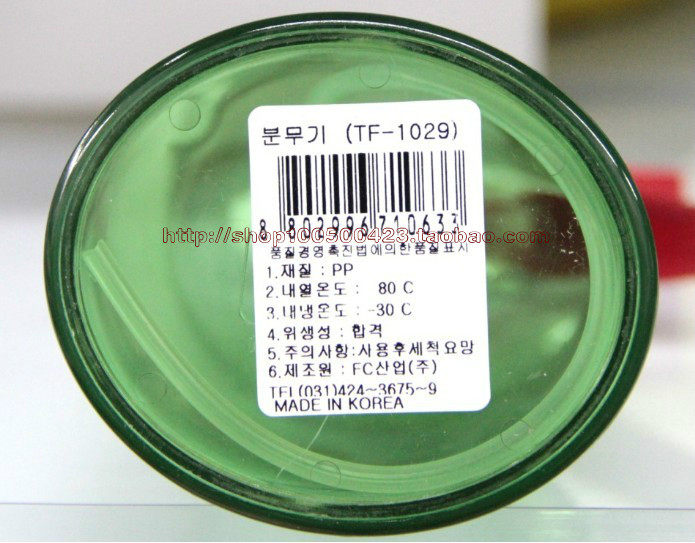 분무기 (TF-1029)
8 802996 710633
http://shop100500423.taobao.com
품질경영촉진법에의한품질표시
1.재질 : PP
2.내열온도 : 80 C
3.내냉온도 : -30 C
4.위생성 : 합격
5.주의사항:사용후세척요망
6.제조원 : FC산업(주)
TEL(031)424~3675~9
MADE IN KOREA